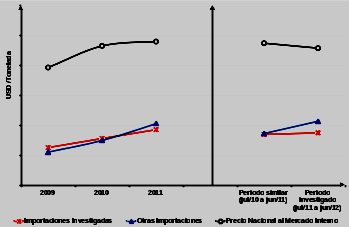 USD /Tonelada
2009 2010 2011 Periodo similar Periodo
(jul/10 a jun/11) investigado
(jul/11 a jun/12)
Importaciones Investigadas Otras Importaciones Precio Nacional al Mercado Interno